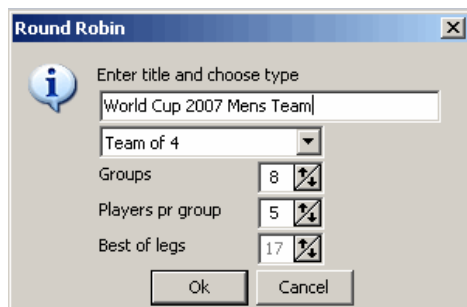 Round Robin
Enter title and choose type
World Cup 2007 Mens Team
Team of 4
Groups 8
Players pr group 5
Best of legs 17
Ok Cancel